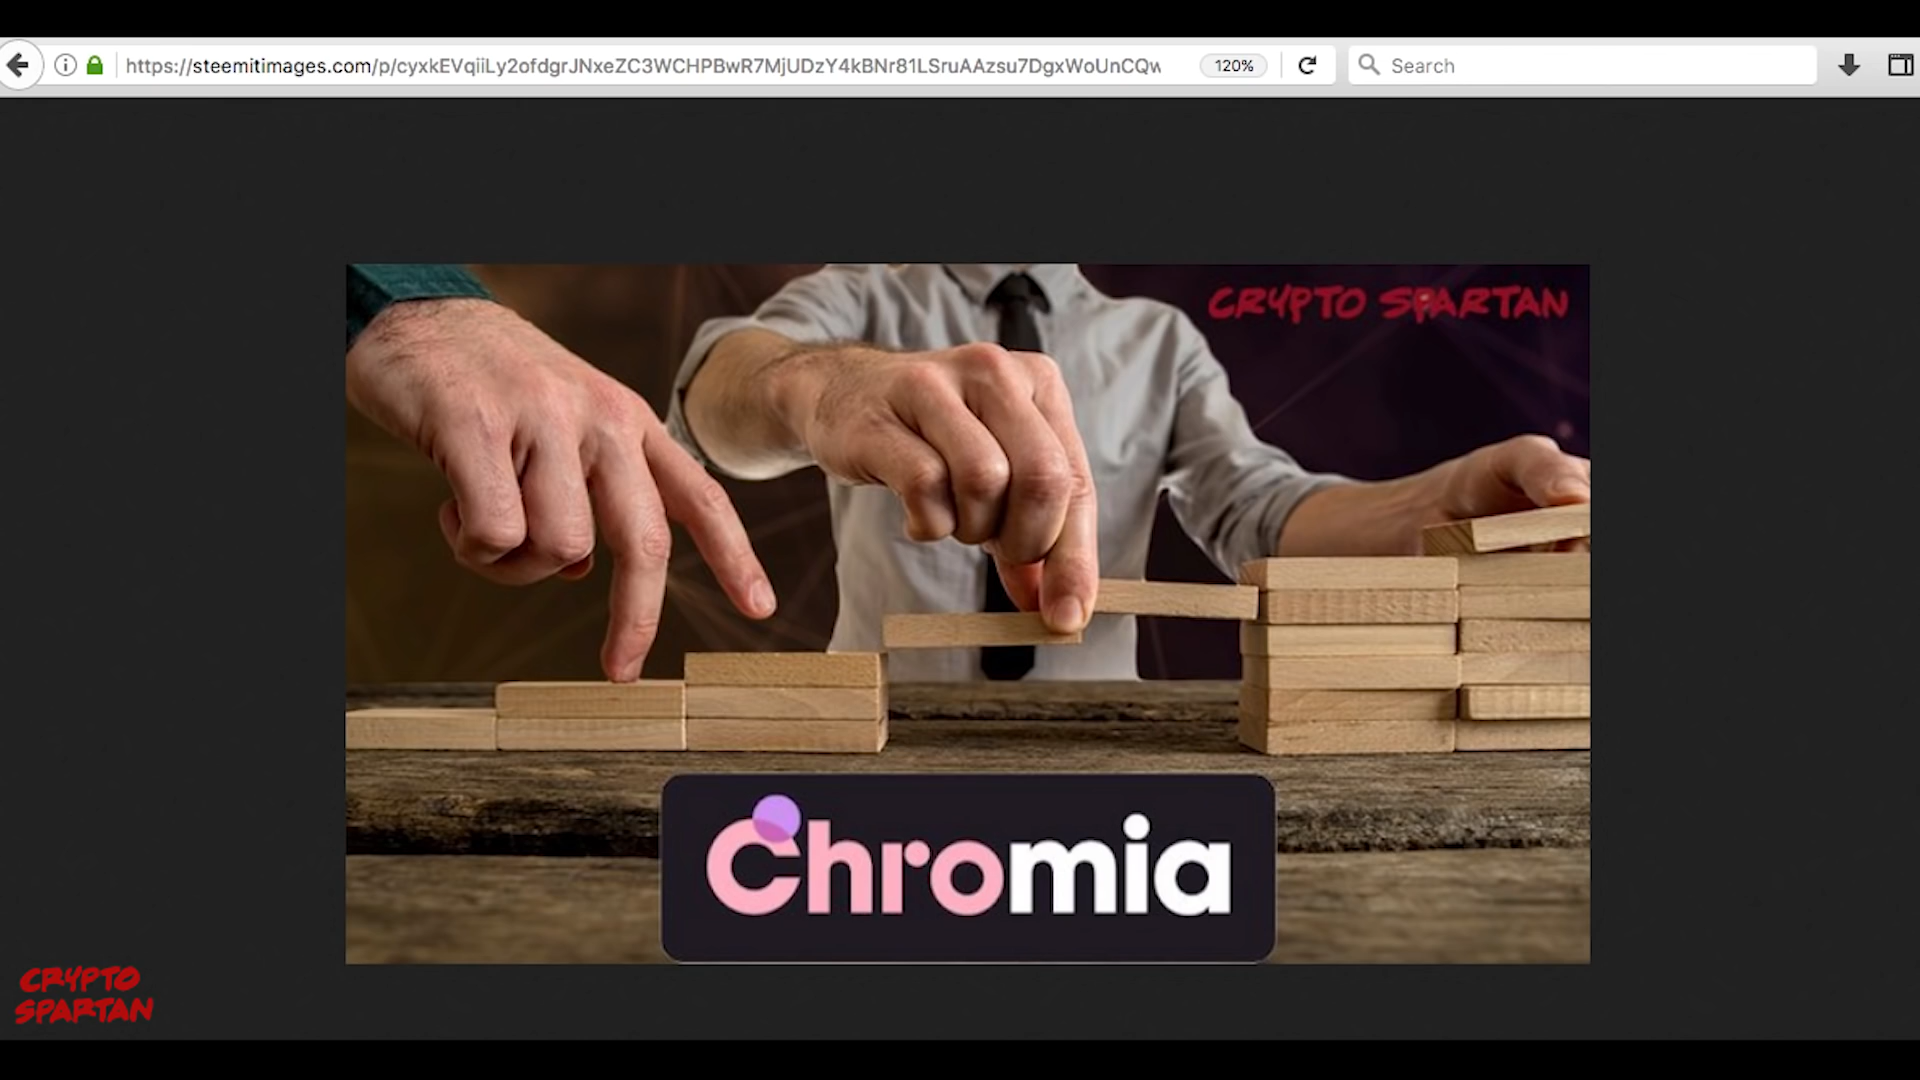 https://steemitimages.com/p/cyxkEVqiiLy2ofdgrJNxeZC3WCHPBwR7MjUDzY4kBNr81LSruAAzsu7DgxWoUnCQw
120%
Search
CRYPTO SPARTAN
Chromia
CRYPTO
SPARTAN